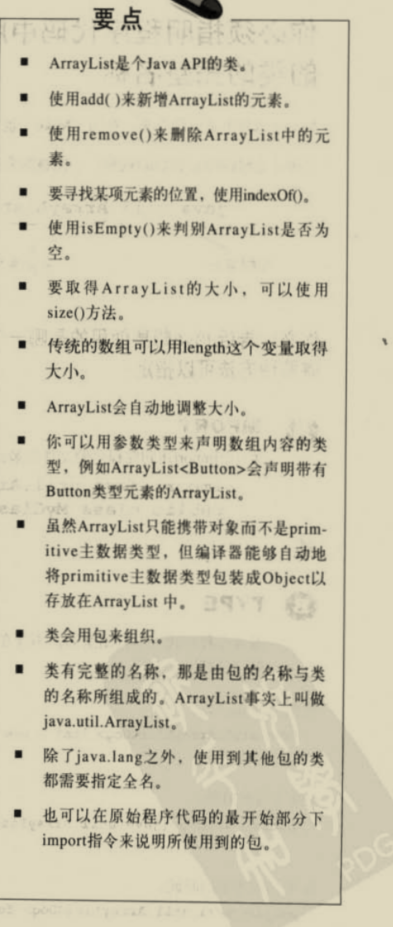 要点
■ ArrayList是个Java API的类。
■ 使用add( )来新增ArrayList的元素。
■ 使用remove()来删除ArrayList中的元
素。
■ 要寻找某项元素的位置，使用indexOf()。
■ 使用isEmpty()来判别ArrayList是否为
空。
■ 要取得ArrayList的大小，可以使用
size()方法。
■ 传统的数组可以用length这个变量取得
大小。
■ ArrayList会自动地调整大小。
■ 你可以用参数类型来声明数组内容的类
型，例如ArrayList<Button>会声明带有
Button类型元素的ArrayList。
■ 虽然ArrayList只能携带对象而不是prim-
itive主数据类型，但编译器能够自动地
将primitive主数据类型包装成Object以
存放在ArrayList 中。
■ 类会用包来组织。
■ 类有完整的名称，那是由包的名称与类
的名称所组成的。ArrayList事实上叫做
java.util.ArrayList。
■ 除了java.lang之外，使用到其他包的类
都需要指定全名。
■ 也可以在原始程序代码的最开始部分下
import指令来说明所使用到的包。
PDG